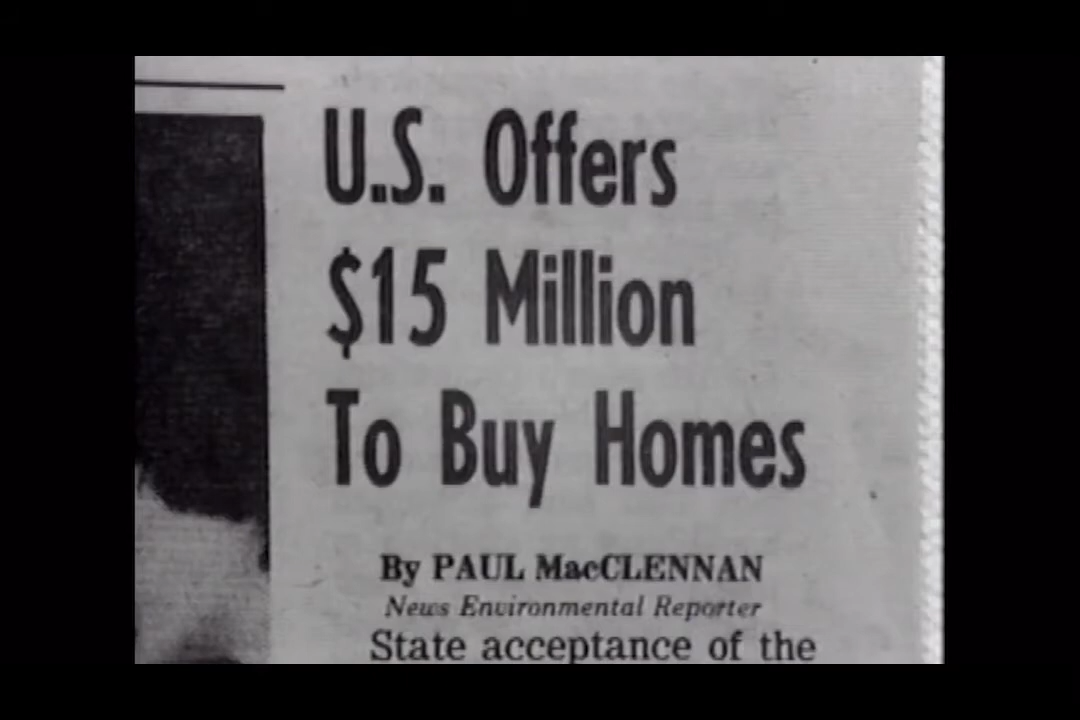 U.S. Offers
$15 Million
To Buy Homes
By PAUL MacCLENNAN
News Environmental Reporter
State acceptance of the